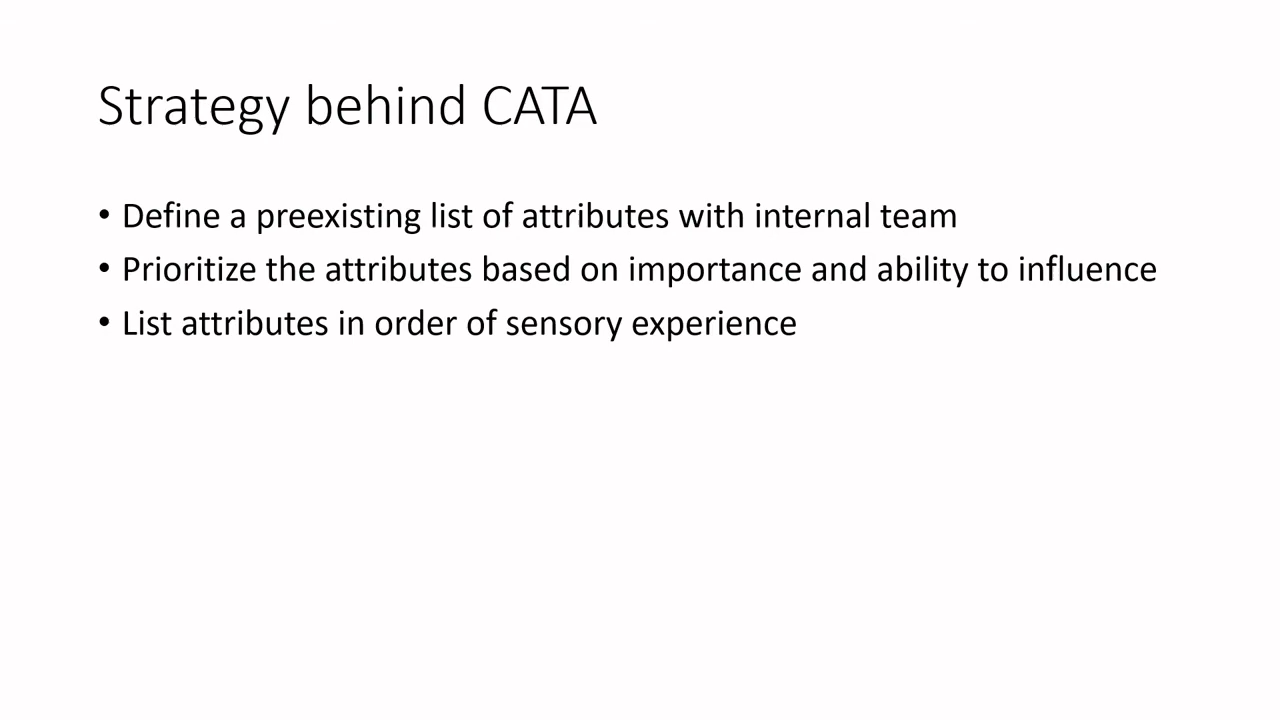 Strategy behind CATA
• Define a preexisting list of attributes with internal team
• Prioritize the attributes based on importance and ability to influence
• List attributes in order of sensory experience